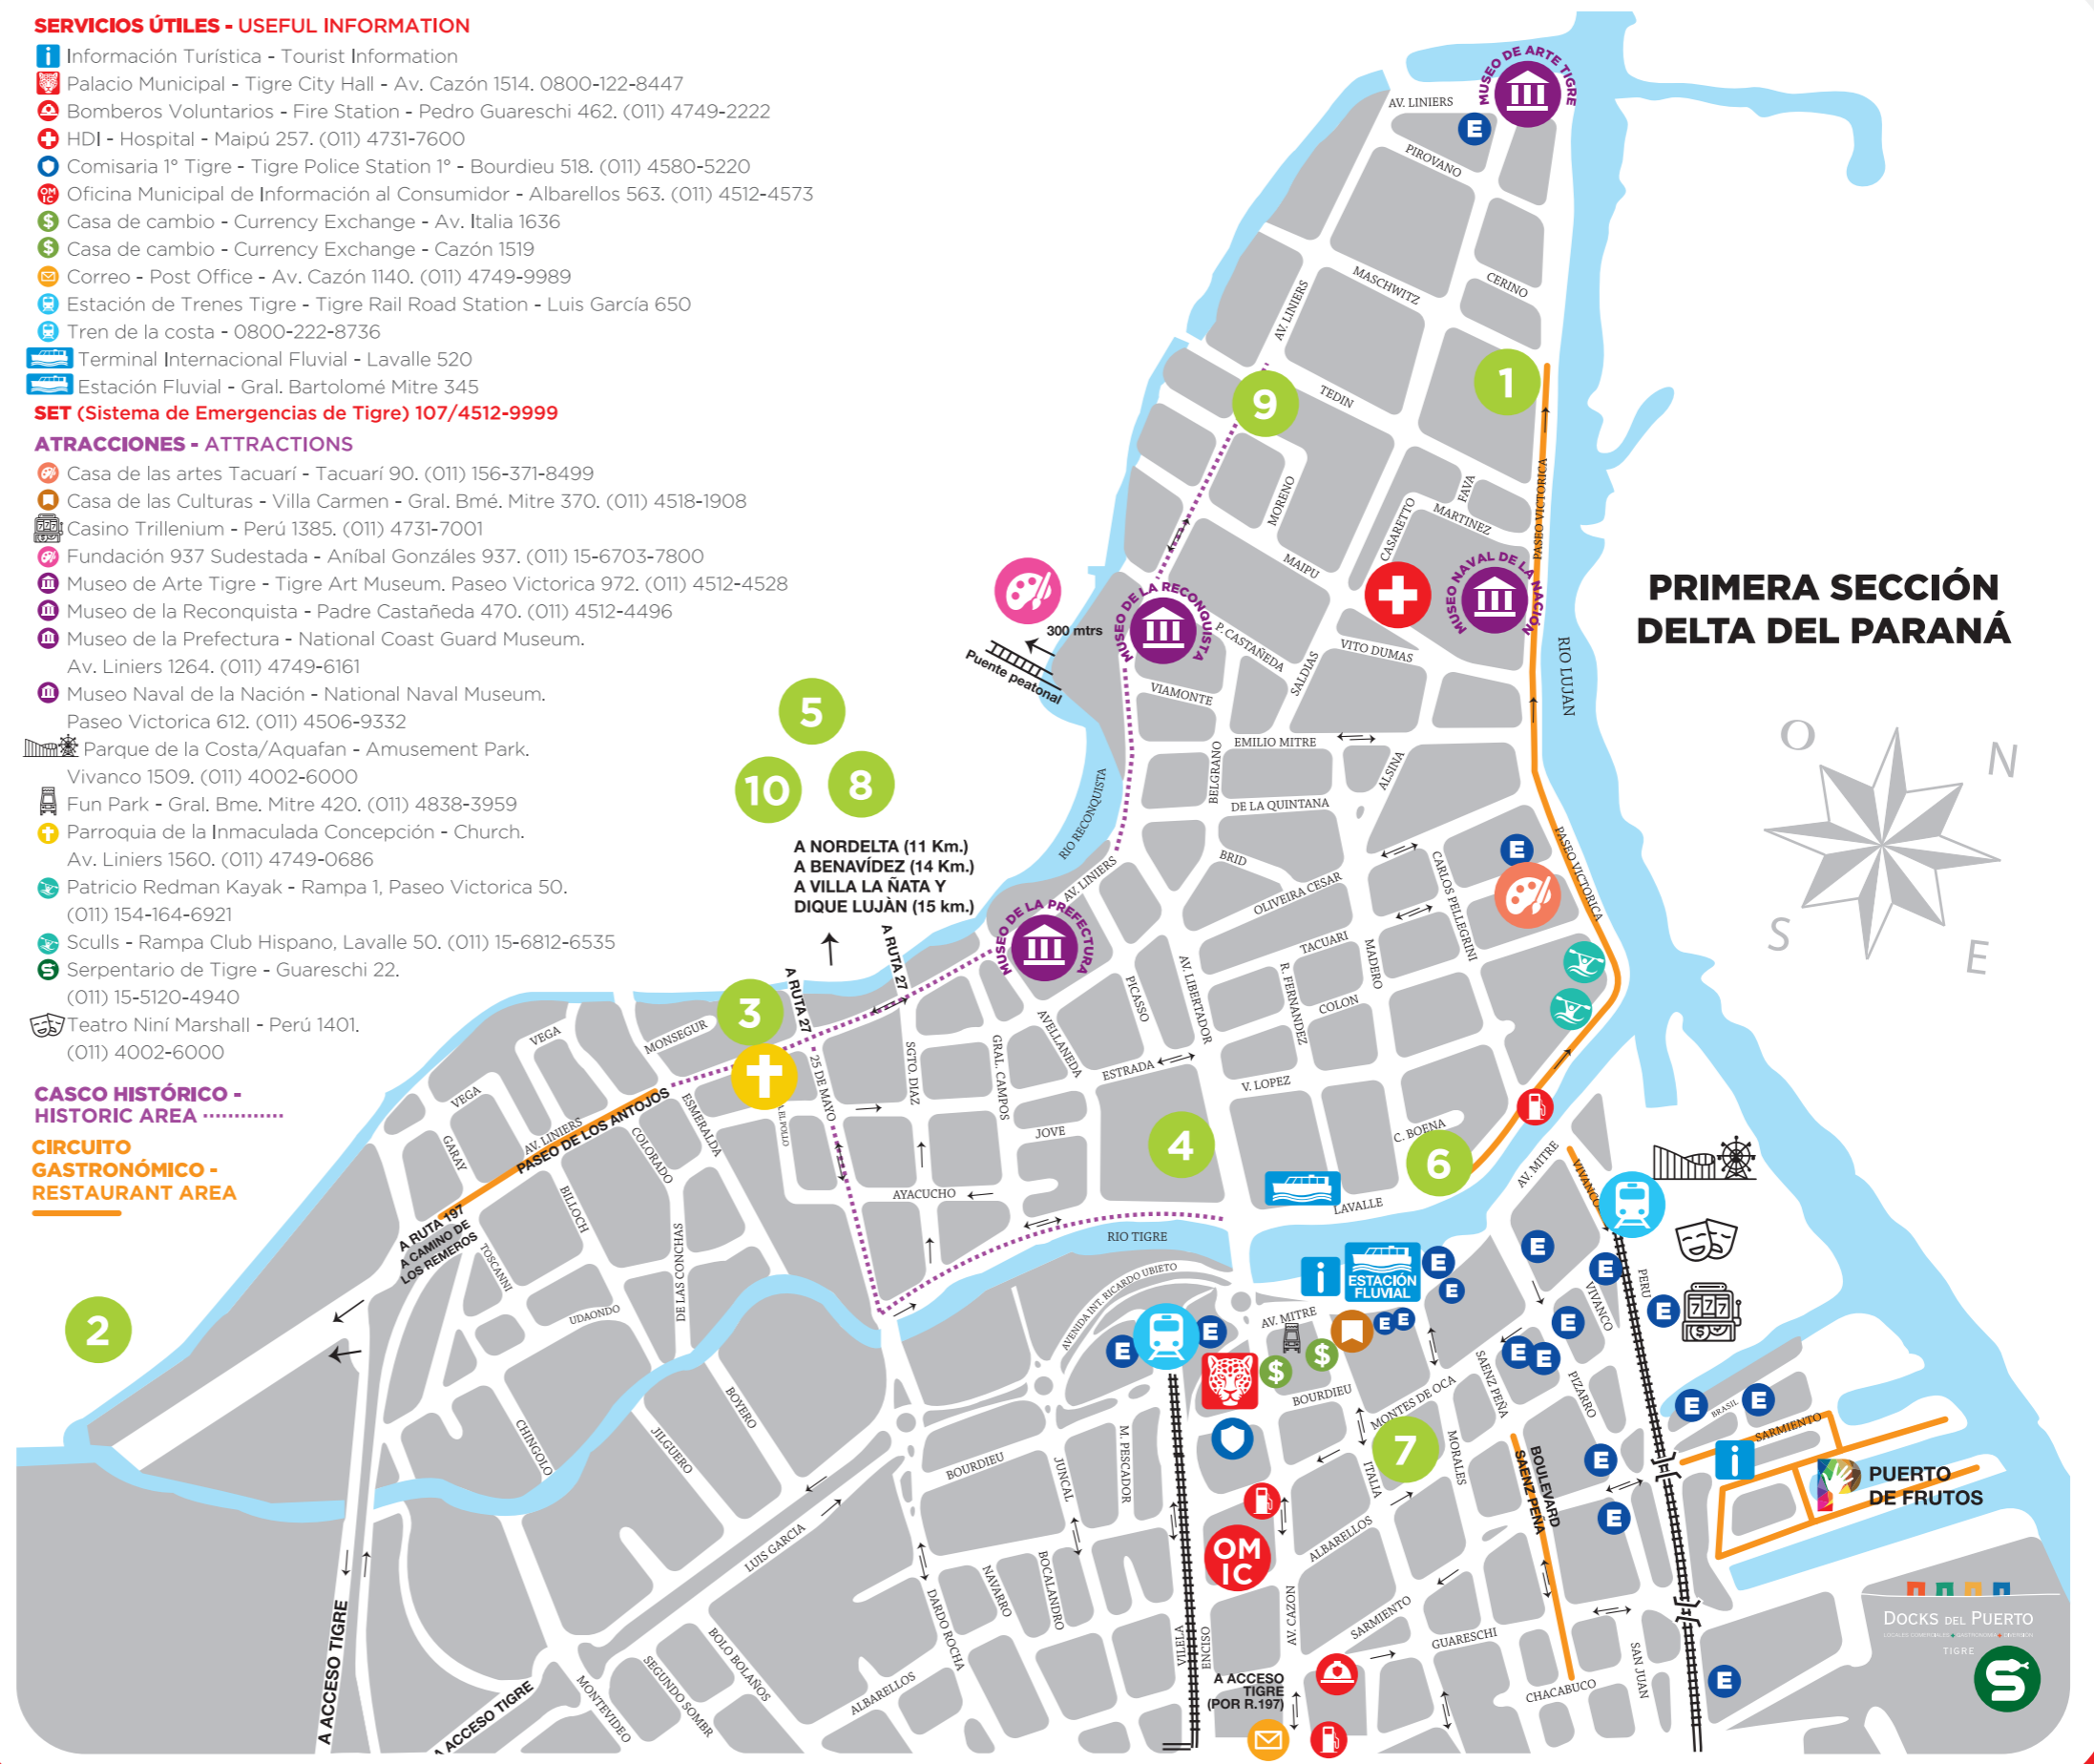 SERVICIOS ÚTILES - USEFUL INFORMATION
i Información Turística - Tourist Information
Palacio Municipal - Tigre City Hall - Av. Cazón 1514. 0800-122-8447
Bomberos Voluntarios - Fire Station - Pedro Guareschi 462. (011) 4749-2222
HDI - Hospital - Maipú 257. (011) 4731-7600
Comisaria 1° Tigre - Tigre Police Station 1° - Bourdieu 518. (011) 4580-5220
OM IC Oficina Municipal de Información al Consumidor - Albarellos 563. (011) 4512-4573
$ Casa de cambio - Currency Exchange - Av. Italia 1636
$ Casa de cambio - Currency Exchange - Cazón 1519
Correo - Post Office - Av. Cazón 1140. (011) 4749-9989
Estación de Trenes Tigre - Tigre Rail Road Station - Luis García 650
Tren de la costa - 0800-222-8736
Terminal Internacional Fluvial - Lavalle 520
Estación Fluvial - Gral. Bartolomé Mitre 345
SET (Sistema de Emergencias de Tigre) 107/4512-9999
ATRACCIONES - ATTRACTIONS
Casa de las artes Tacuarí - Tacuarí 90. (011) 156-371-8499
Casa de las Culturas - Villa Carmen - Gral. Bmé. Mitre 370. (011) 4518-1908
777 Casino Trillenium - Perú 1385. (011) 4731-7001
Fundación 937 Sudestada - Aníbal Gonzáles 937. (011) 15-6703-7800
Museo de Arte Tigre - Tigre Art Museum. Paseo Victorica 972. (011) 4512-4528
Museo de la Reconquista - Padre Castañeda 470. (011) 4512-4496
Museo de la Prefectura - National Coast Guard Museum.
Av. Liniers 1264. (011) 4749-6161
Museo Naval de la Nación - National Naval Museum.
Paseo Victorica 612. (011) 4506-9332
Parque de la Costa/Aquafan - Amusement Park.
Vivanco 1509. (011) 4002-6000
Fun Park - Gral. Bme. Mitre 420. (011) 4838-3959
Parroquia de la Inmaculada Concepción - Church.
Av. Liniers 1560. (011) 4749-0686
Patricio Redman Kayak - Rampa 1, Paseo Victorica 50.
(011) 154-164-6921
Sculls - Rampa Club Hispano, Lavalle 50. (011) 15-6812-6535
S Serpentario de Tigre - Guareschi 22.
(011) 15-5120-4940
Teatro Niní Marshall - Perú 1401.
(011) 4002-6000
CASCO HISTÓRICO -
HISTORIC AREA
CIRCUITO
GASTRONÓMICO -
RESTAURANT AREA
MUSEO DE ARTE TIGRE
AV. LINIERS
E
PIROVANO
MASCHWITZ
CERINO
AV. LINIERS
1
9
TEDIN
PASEO VICTORICA
MORENO
FAVA
MARTINEZ
CASARETTO
MAIPU
MUSEO NAVAL DE LA NACIÓN
PRIMERA SECCIÓN
DELTA DEL PARANÁ
MUSEO DE LA RECONQUISTA
300 mtrs
Puente peatonal
P. CASTAÑEDA
SALDIAS
VITO DUMAS
RIO LUJAN
VIAMONTE
5
10
8
O
N
S
E
EMILIO MITRE
BELGRANO
ALSINA
DE LA QUINTANA
RIO RECONQUISTA
A NORDELTA (11 Km.)
A BENAVÍDEZ (14 Km.)
A VILLA LA ÑATA Y
DIQUE LUJÀN (15 km.)
BRID
AV. LINIERS
OLIVEIRA CESAR
CARLOS PELLEGRINI
E
PASEO VICTORICA
MUSEO DE LA PREFECTURA
A RUTA 27
A RUTA 27
3
TACUARI
MADERO
R. FERNANDEZ
COLON
PICASSO
AV. LIBERTADOR
VEGA
MONSEGUR
25 DE MAYO
SGTO. DIAZ
GRAL. CAMPOS
AVELLANEDA
ESTRADA
V. LOPEZ
VEGA
AV. LINIERS
PASEO DE LOS ANTOJOS
ESMERALDA
COLORADO
GARAY
JOVE
4
C. BOENA
6
AV. MITRE
VIVANCO
AYACUCHO
LAVALLE
BILLOCH
A RUTA 197
A CAMINO DE
LOS REMEROS
TOSCANNI
DE LAS CONCHAS
UDAONDO
RIO TIGRE
AVENIDA INT. RICARDO UBIETO
i
ESTACIÓN
FLUVIAL
E
E
E
E
PERU
VIVANCO
E
777
$
2
E
E
AV. MITRE
E
E
E
$
$
E
E
SAENZ PEÑA
PIZARRO
BOURDIEU
MONTES DE OCA
7
MORALES
ITALIA
E
BRASIL
E
SARMIENTO
i
PUERTO
DE FRUTOS
BOULEVARD
SAENZ PEÑA
E
E
BOYERO
JILGUERO
CHINGOLO
BOURDIEU
JUNCAL
M. PESCADOR
LUIS GARCIA
OM
IC
ALBARELLOS
NAVARRO
BOCALANDRO
DARDO ROCHA
VILELA
ENCISO
AV. CAZON
SARMIENTO
GUARESCHI
CHACABUCO
SAN JUAN
E
DOCKS DEL PUERTO
LOCALES COMERCIALES GASTRONOMIA DIVERSION
TIGRE
S
A ACCESO TIGRE
A ACCESO TIGRE
MONTEVIDEO
SEGUNDO SOMBR
BOLO BOLAÑOS
ALBARELLOS
A ACCESO
TIGRE
(POR R.197)